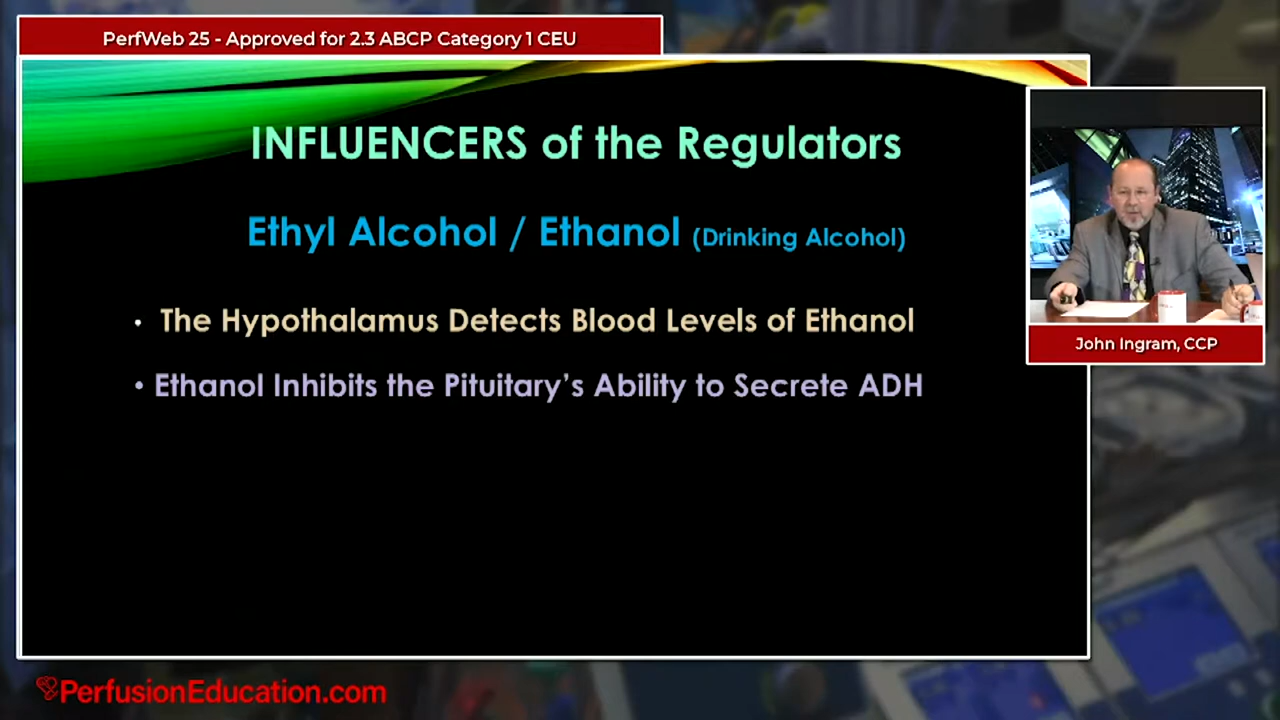 PerfWeb 25 - Approved for 2.3 ABCP Category 1 CEU
INFLUENCERS of the Regulators
Ethyl Alcohol / Ethanol (Drinking Alcohol)
• The Hypothalamus Detects Blood Levels of Ethanol
• Ethanol Inhibits the Pituitary’s Ability to Secrete ADH
John Ingram, CCP
PerfusionEducation.com